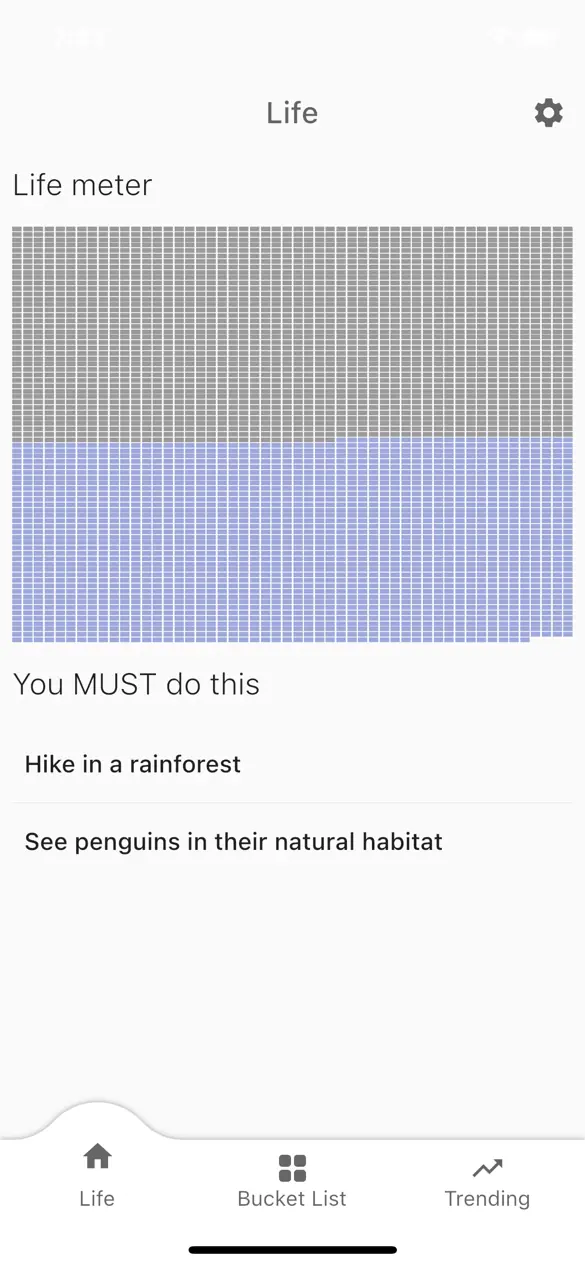 Life
Life meter
You MUST do this
Hike in a rainforest
See penguins in their natural habitat
Life
Bucket List
Trending